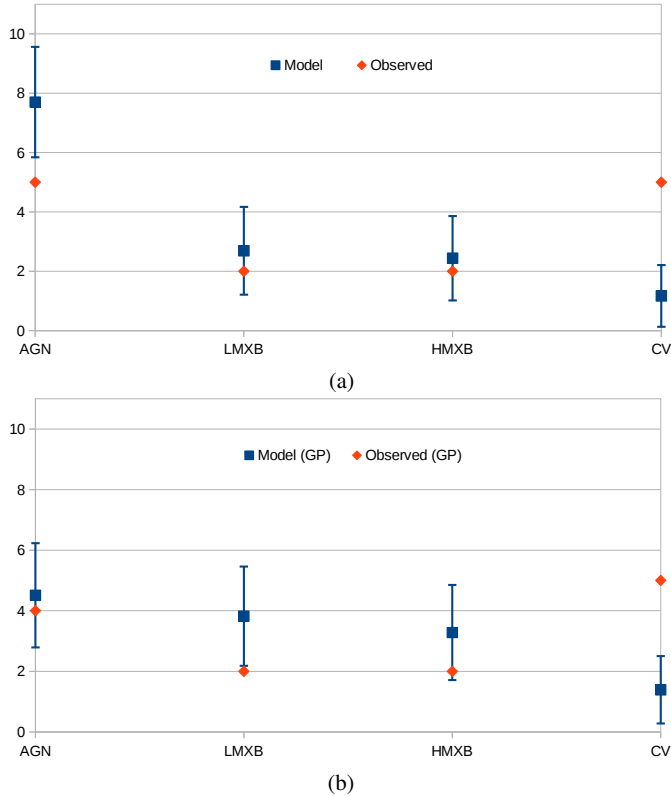 10
8
6
4
2
0
Model
Observed
AGN
LMXB
HMXB
CV
(a)
10
8
6
4
2
0
Model (GP)
Observed (GP)
AGN
LMXB
HMXB
CV
(b)